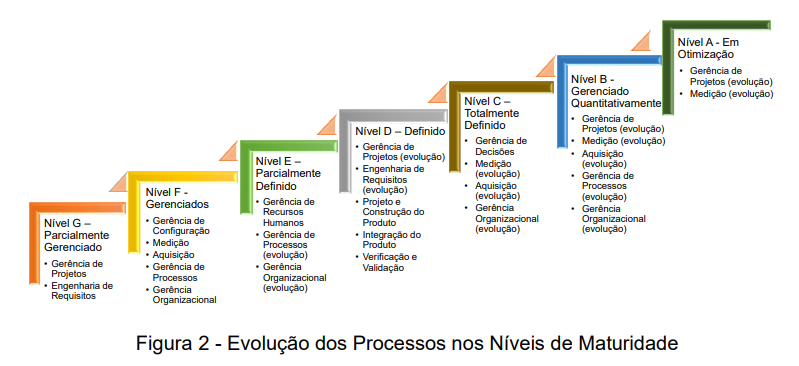 Nível G –
Parcialmente
Gerenciado
• Gerência de
Projetos
• Engenharia de
Requisitos
Nível F -
Gerenciados
• Gerência de
Configuração
• Medição
• Aquisição
• Gerência de
Processos
• Gerência
Organizacional
Nível E –
Parcialmente
Definido
• Gerência de
Recursos
Humanos
• Gerência de
Processos
(evolução)
• Gerência
Organizacional
(evolução)
Nível D – Definido
• Gerência de
Projetos (evolução)
• Engenharia de
Requisitos
(evolução)
• Projeto e
Construção do
Produto
• Integração do
Produto
• Verificação e
Validação
Nível C –
Totalmente
Definido
• Gerência de
Decisões
• Medição
(evolução)
• Aquisição
(evolução)
• Gerência
Organizacional
(evolução)
Nível B -
Gerenciado
Quantitativamente
• Gerência de
Projetos (evolução)
• Medição (evolução)
• Aquisição
(evolução)
• Gerência de
Processos
(evolução)
• Gerência
Organizacional
(evolução)
Nível A - Em
Otimização
• Gerência de
Projetos (evolução)
• Medição (evolução)
Figura 2 - Evolução dos Processos nos Níveis de Maturidade